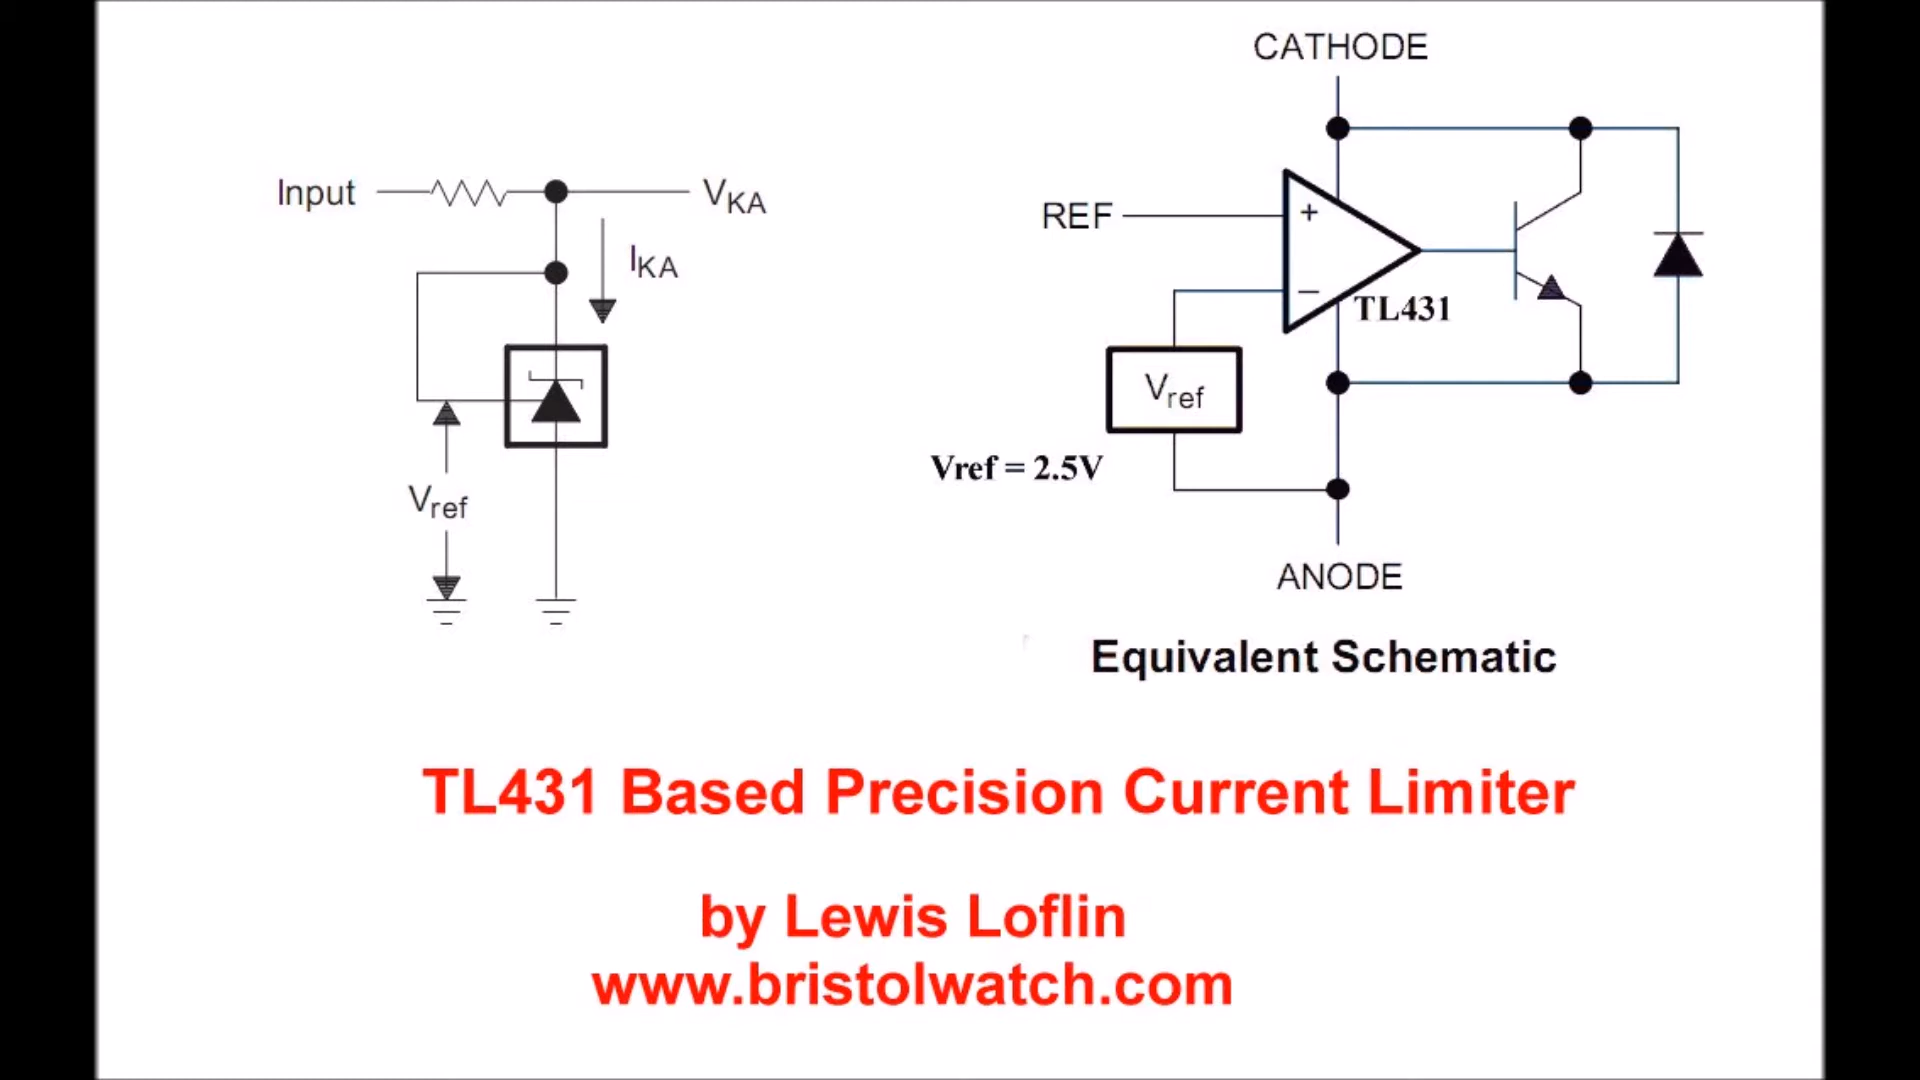 Input
VKA
IKA
Vref
CATHODE
REF
+
−
TL431
Vref
Vref = 2.5V
ANODE
Equivalent Schematic
TL431 Based Precision Current Limiter
by Lewis Loflin
www.bristolwatch.com